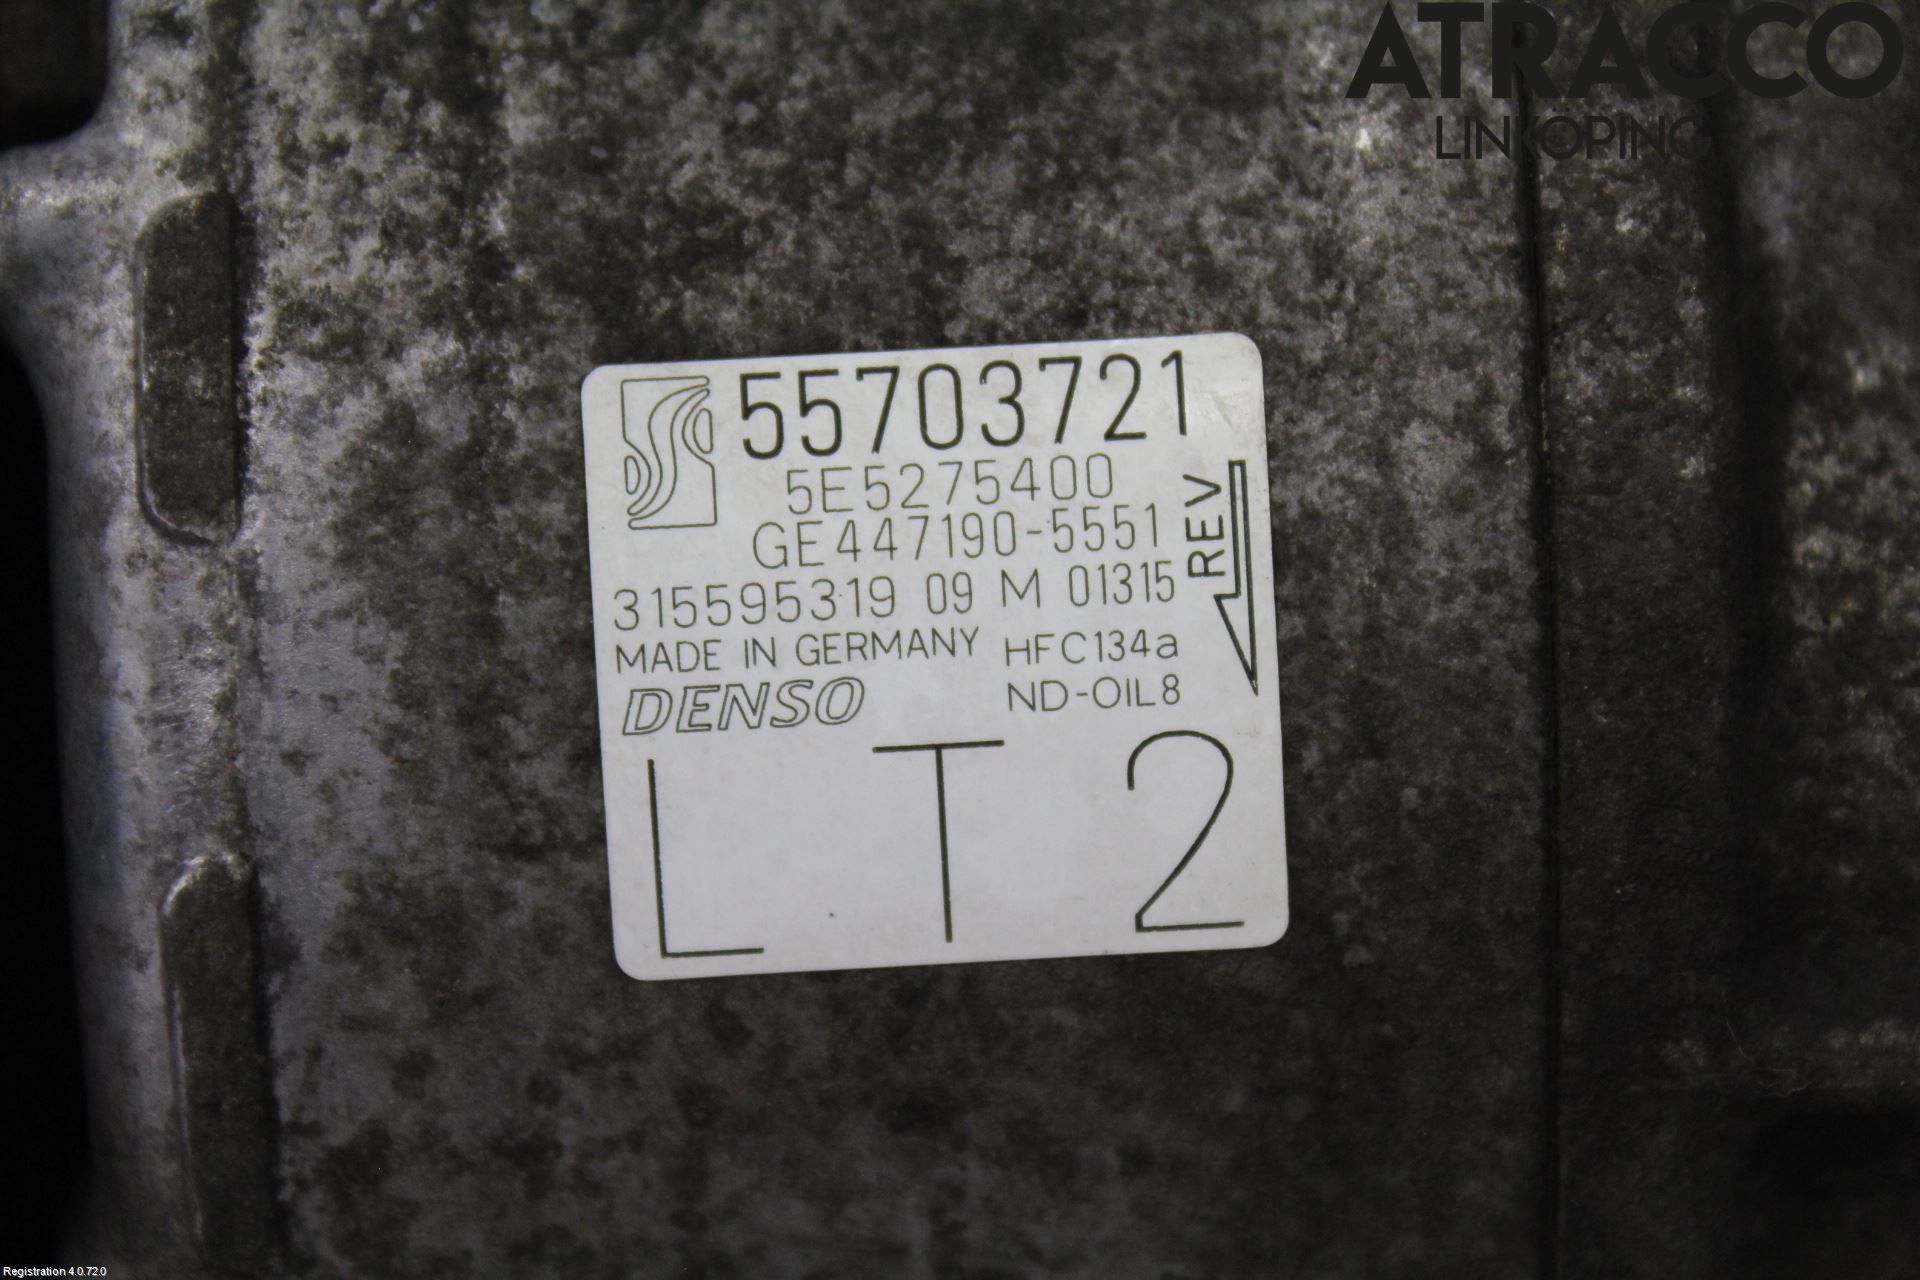 ATRACCO
LINKÖPING
55703721
5E5275400
GE447190-5551
REV
315595319 09 M 01315
MADE IN GERMANY HFC134a
DENSO ND-OIL8
L T 2
Registration 4.0.72.0